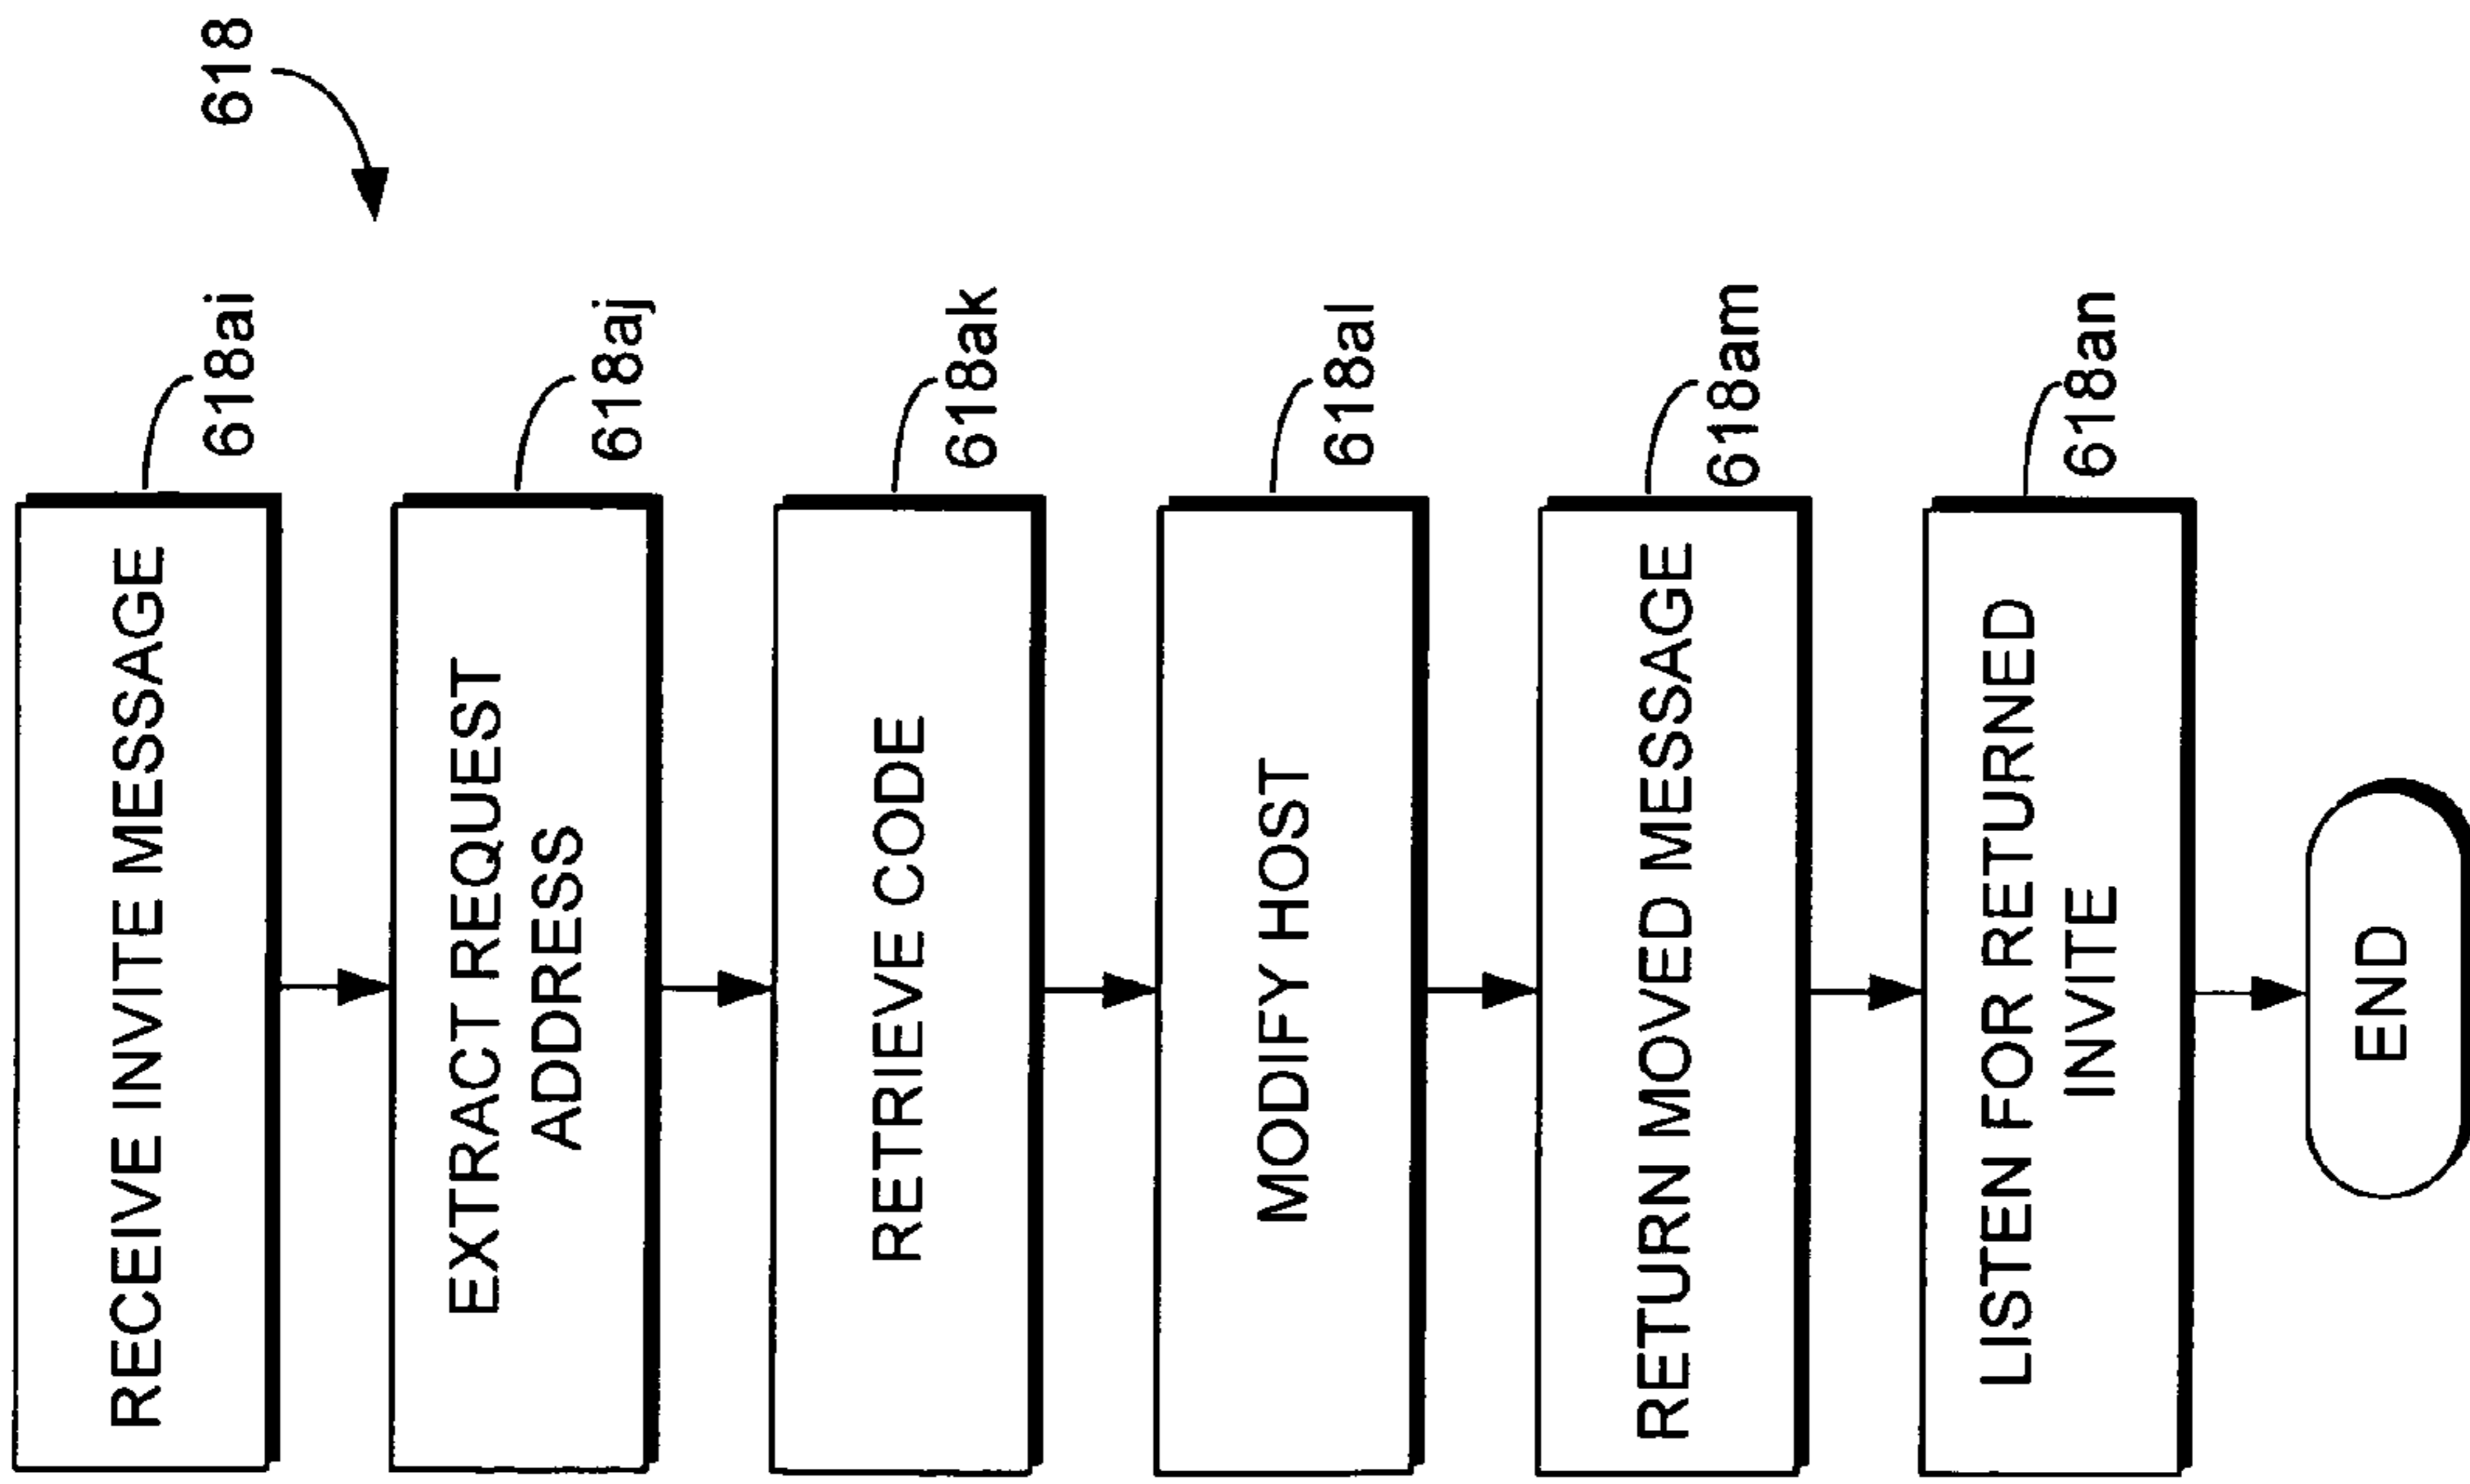 618
RECEIVE INVITE MESSAGE
618ai
EXTRACT REQUEST
ADDRESS
618aj
RETRIEVE CODE
618ak
MODIFY HOST
618al
RETURN MOVED MESSAGE
618am
LISTEN FOR RETURNED
INVITE
618an
END